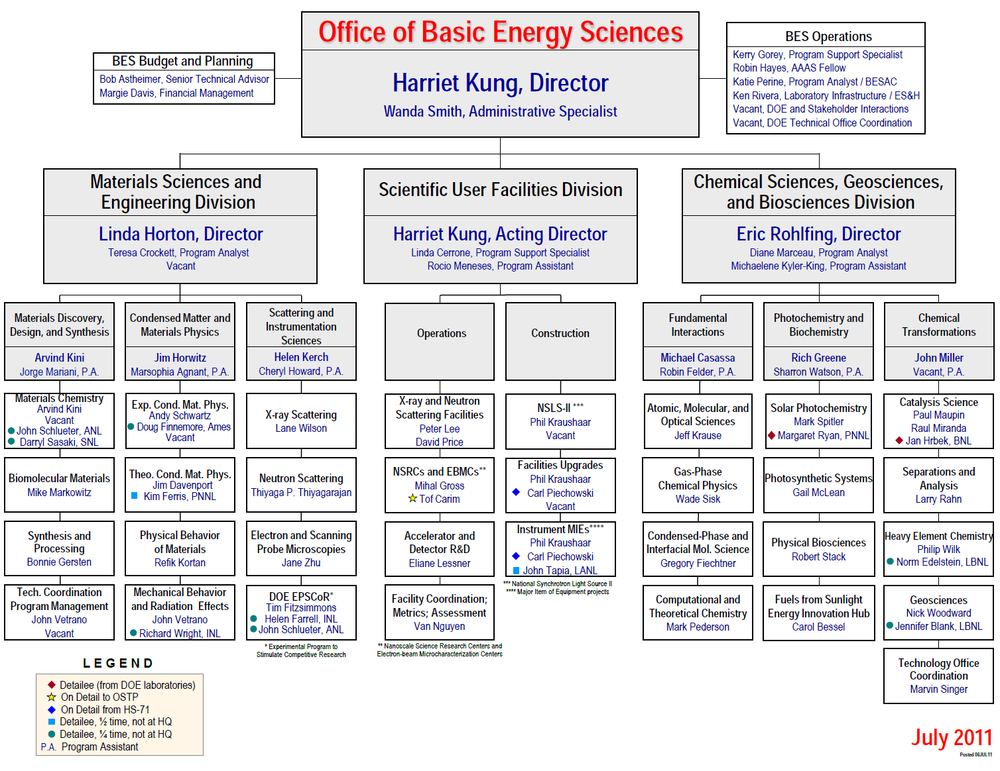 Office of Basic Energy Sciences
Harriet Kung, Director
Wanda Smith, Administrative Specialist
BES Budget and Planning
Bob Astheimer, Senior Technical Advisor
Margie Davis, Financial Management
BES Operations
Kerry Gorey, Program Support Specialist
Robin Hayes, AAAS Fellow
Katie Perine, Program Analyst / BESAC
Ken Rivera, Laboratory Infrastructure / ES&H
Vacant, DOE and Stakeholder Interactions
Vacant, DOE Technical Office Coordination
Materials Sciences and
Engineering Division
Linda Horton, Director
Teresa Crockett, Program Analyst
Vacant
Scientific User Facilities Division
Harriet Kung, Acting Director
Linda Cerrone, Program Support Specialist
Rocio Meneses, Program Assistant
Chemical Sciences, Geosciences,
and Biosciences Division
Eric Rohlfing, Director
Diane Marceau, Program Analyst
Michaelene Kyler-King, Program Assistant
Materials Discovery,
Design, and Synthesis
Arvind Kini
Jorge Mariani, P.A.
Materials Chemistry
Arvind Kini
Vacant
John Schlueter, ANL
Darryl Sasaki, SNL
Biomolecular Materials
Mike Markowitz
Synthesis and
Processing
Bonnie Gersten
Tech. Coordination
Program Management
John Vetrano
Vacant
Condensed Matter and
Materials Physics
Jim Horwitz
Marsophia Agnant, P.A.
Exp. Cond. Mat. Phys.
Andy Schwartz
Doug Finnemore, Ames
Vacant
Theo. Cond. Mat. Phys.
Jim Davenport
Kim Ferris, PNNL
Physical Behavior
of Materials
Refik Kortan
Mechanical Behavior
and Radiation Effects
John Vetrano
Richard Wright, INL
Scattering and
Instrumentation
Sciences
Helen Kerch
Cheryl Howard, P.A.
X-ray Scattering
Lane Wilson
Neutron Scattering
Thiyaga P. Thiyagarajan
Electron and Scanning
Probe Microscopies
Jane Zhu
DOE EPSCoR*
Tim Fitzsimmons
Helen Farrell, INL
John Schlueter, ANL
* Experimental Program to
Stimulate Competitive Research
Operations
X-ray and Neutron
Scattering Facilities
Peter Lee
David Price
NSRCs and EBMCs**
Mihal Gross
Tof Carim
Accelerator and
Detector R&D
Eliane Lessner
Facility Coordination;
Metrics; Assessment
Van Nguyen
** Nanoscale Science Research Centers and
Electron-beam Microcharacterization Centers
Construction
NSLS-II ***
Phil Kraushaar
Vacant
Facilities Upgrades
Phil Kraushaar
Carl Piechowski
Vacant
Instrument MIEs****
Phil Kraushaar
Carl Piechowski
John Tapia, LANL
*** National Synchrotron Light Source II
**** Major Item of Equipment projects
Fundamental
Interactions
Michael Casassa
Robin Felder, P.A.
Atomic, Molecular, and
Optical Sciences
Jeff Krause
Gas-Phase
Chemical Physics
Wade Sisk
Condensed-Phase and
Interfacial Mol. Science
Gregory Fiechtner
Computational and
Theoretical Chemistry
Mark Pederson
Photochemistry and
Biochemistry
Rich Greene
Sharron Watson, P.A.
Solar Photochemistry
Mark Spitler
Margaret Ryan, PNNL
Photosynthetic Systems
Gail McLean
Physical Biosciences
Robert Stack
Fuels from Sunlight
Energy Innovation Hub
Carol Bessel
Chemical
Transformations
John Miller
Vacant, P.A.
Catalysis Science
Paul Maupin
Raul Miranda
Jan Hrbek, BNL
Separations and
Analysis
Larry Rahn
Heavy Element Chemistry
Philip Wilk
Norm Edelstein, LBNL
Geosciences
Nick Woodward
Jennifer Blank, LBNL
Technology Office
Coordination
Marvin Singer
LEGEND
Detailee (from DOE laboratories)
On Detail to OSTP
On Detail from HS-71
Detailee, ½ time, not at HQ
Detailee, ¼ time, not at HQ
P.A. Program Assistant
July 2011
Posted 06JUL11